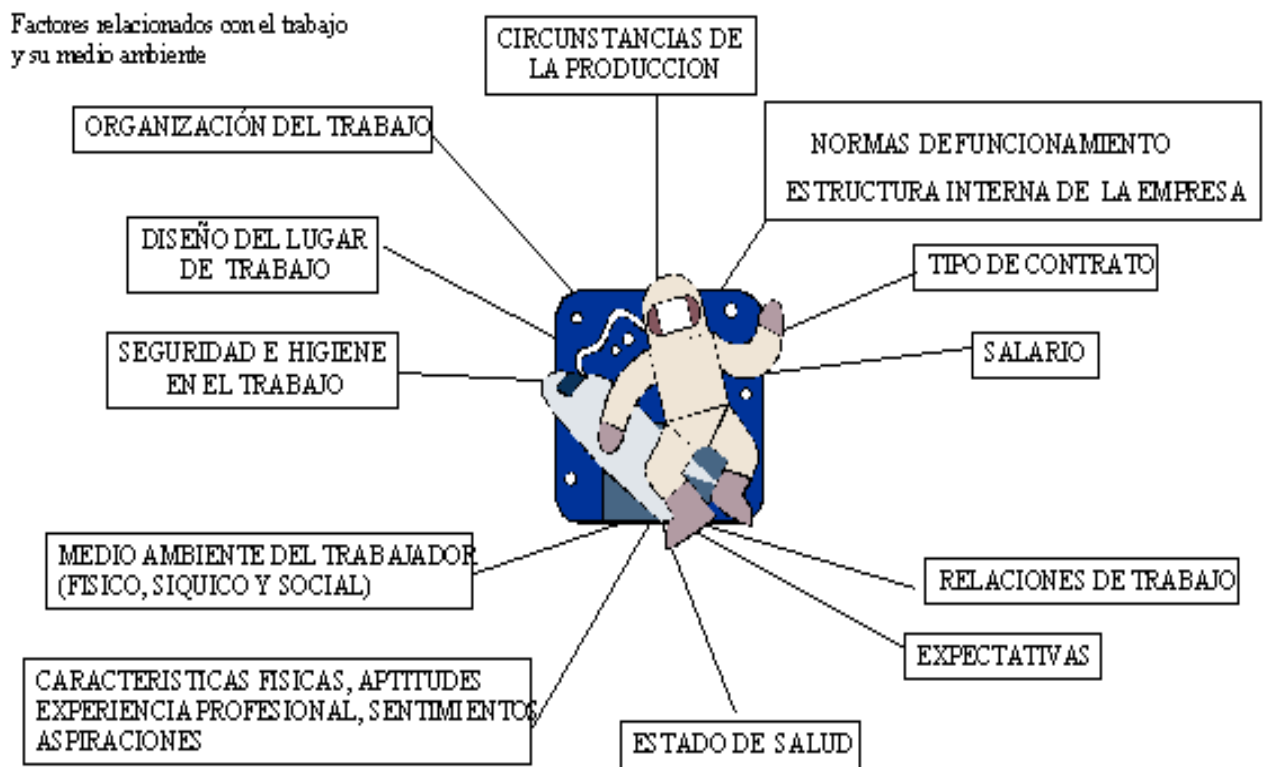 Factores relacionados con el trabajo
y su medio ambiente
CIRCUNSTANCIAS DE
LA PRODUCCION
ORGANIZACIÓN DEL TRABAJO
NORMAS DE FUNCIONAMIENTO
ESTRUCTURA INTERNA DE LA EMPRESA
DISEÑO DEL LUGAR
DE TRABAJO
TIPO DE CONTRATO
SEGURIDAD E HIGIENE
EN EL TRABAJO
SALARIO
MEDIO AMBIENTE DEL TRABAJADOR
(FISICO, SIQUICO Y SOCIAL)
RELACIONES DE TRABAJO
EXPECTATIVAS
CARACTERISTICAS FISICAS, APTITUDES
EXPERIENCIA PROFESIONAL, SENTIMIENTOS
ASPIRACIONES
ESTADO DE SALUD